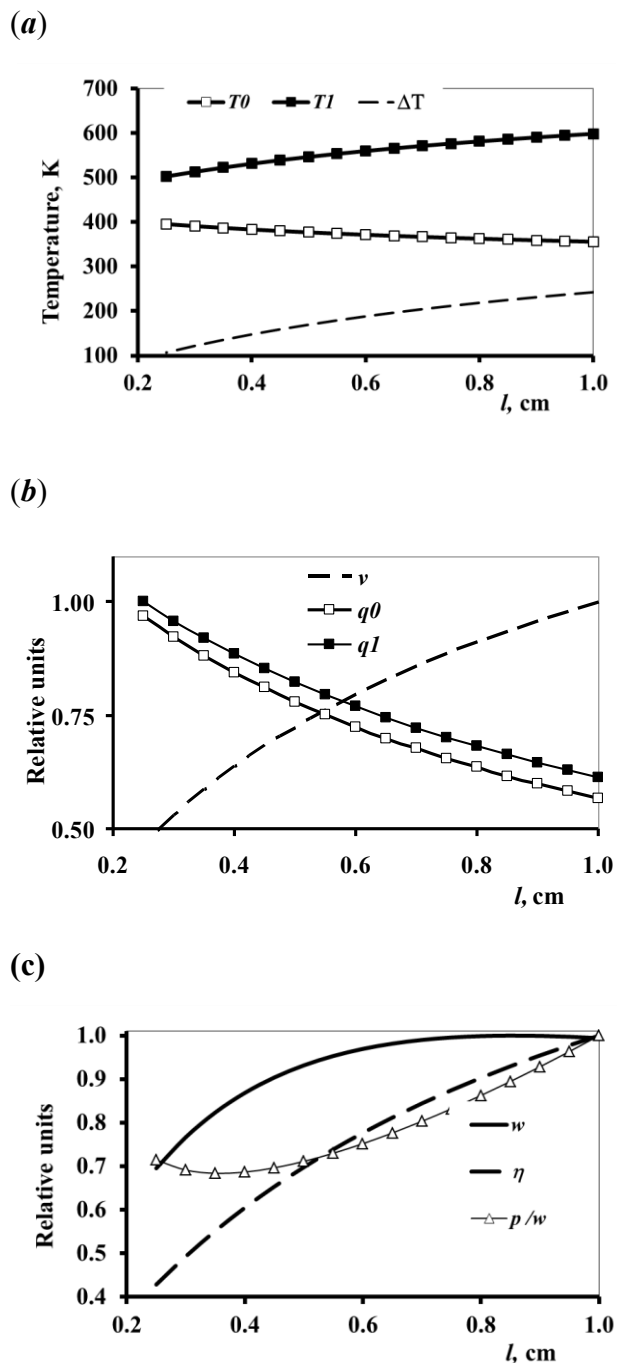 (a)
700
T0 T1 ΔT
600
500
400
300
200
100
Temperature, K
0.2 0.4 0.6 0.8 1.0
l, cm
(b)
v
q0
q1
1.00
0.75
0.50
Relative units
0.2 0.4 0.6 0.8 1.0
l, cm
(c)
1.0
0.9
0.8
0.7
0.6
0.5
0.4
Relative units
w
η
p /w
0.2 0.4 0.6 0.8 1.0
l, cm